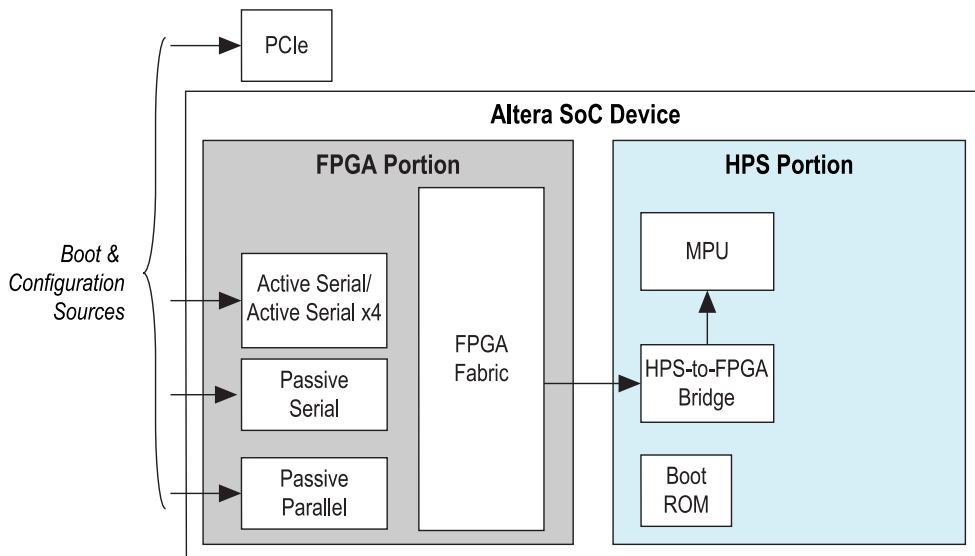 PCIe
Altera SoC Device
FPGA Portion
HPS Portion
Boot &
Configuration
Sources
Active Serial/
Active Serial x4
Passive
Serial
Passive
Parallel
FPGA
Fabric
MPU
HPS-to-FPGA
Bridge
Boot
ROM